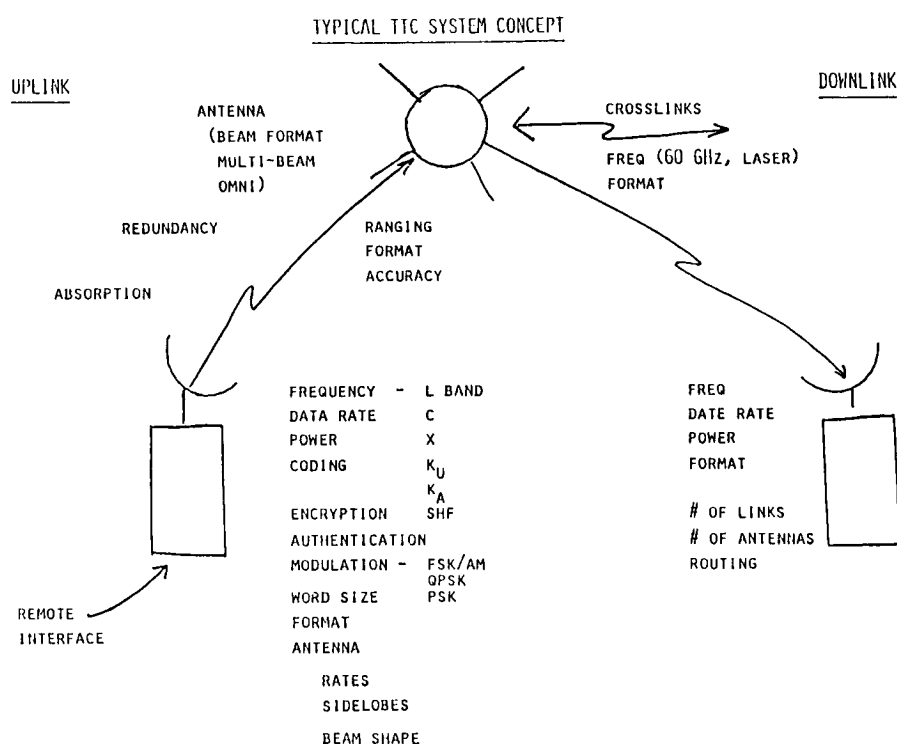 TYPICAL TTC SYSTEM CONCEPT
UPLINK
DOWNLINK
ANTENNA
(BEAM FORMAT
MULTI-BEAM
OMNI)
CROSSLINKS
FREQ (60 GHz, LASER)
FORMAT
REDUNDANCY
RANGING
FORMAT
ACCURACY
ABSORPTION
FREQUENCY - L BAND
DATA RATE C
POWER X
CODING KU
KA
ENCRYPTION SHF
AUTHENTICATION
MODULATION - FSK/AM
QPSK
WORD SIZE PSK
FORMAT
ANTENNA
RATES
SIDELOBES
BEAM SHAPE
FREQ
DATE RATE
POWER
FORMAT
# OF LINKS
# OF ANTENNAS
ROUTING
REMOTE
INTERFACE